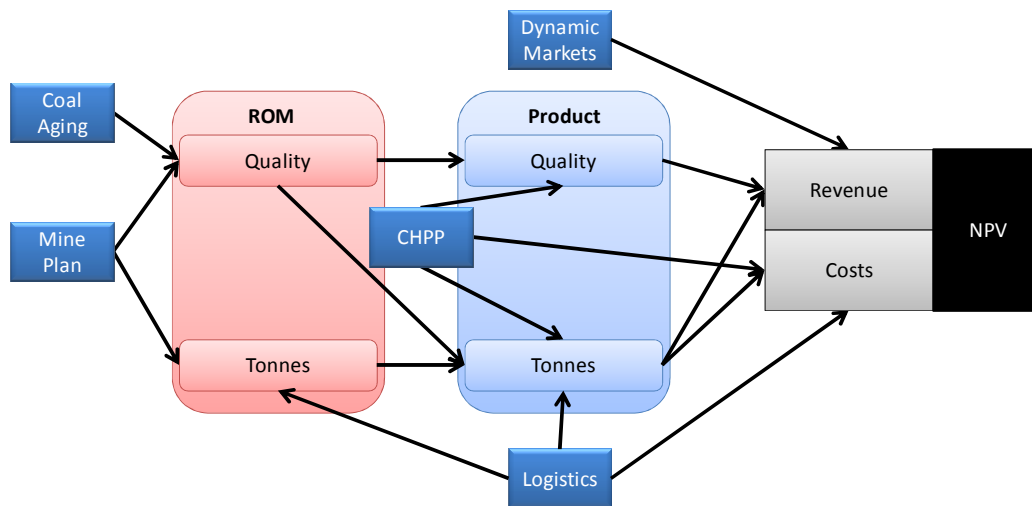 Dynamic
Markets
Coal
Aging
ROM
Product
Quality
Quality
Revenue
Mine
Plan
CHPP
NPV
Costs
Tonnes
Tonnes
Logistics